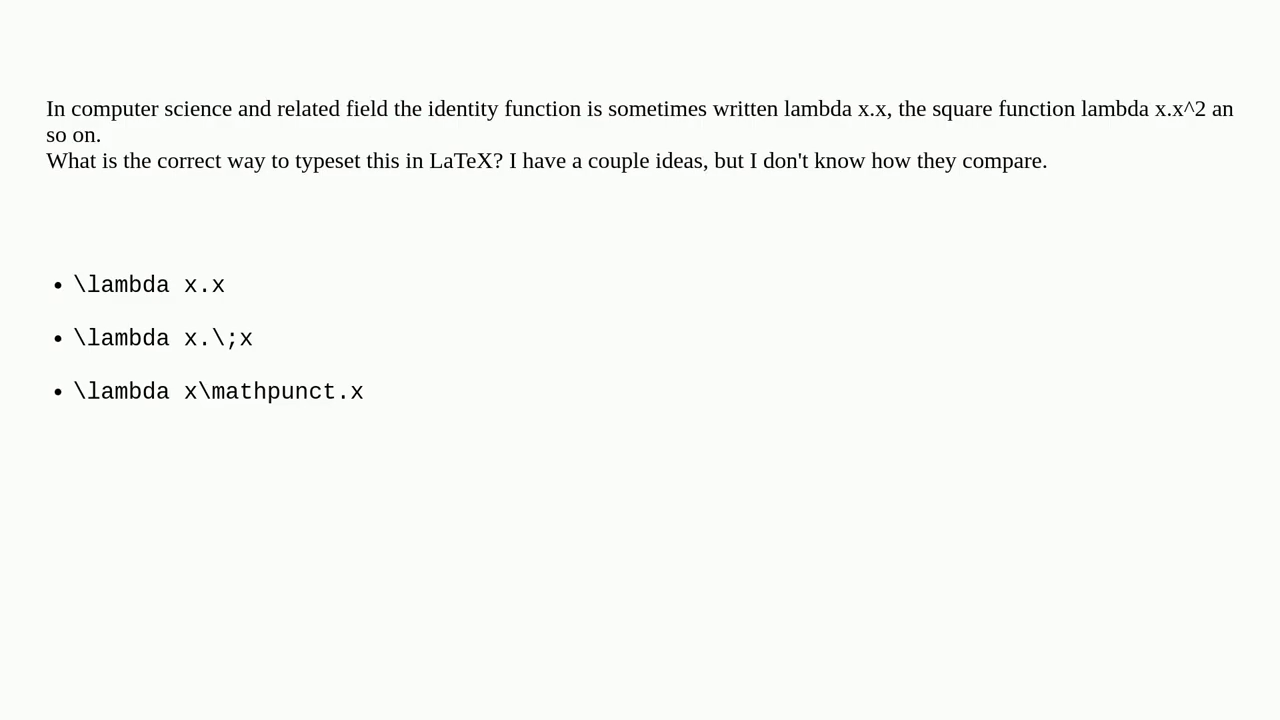 In computer science and related field the identity function is sometimes written lambda x.x, the square function lambda x.x^2 an
so on.
What is the correct way to typeset this in LaTeX? I have a couple ideas, but I don't know how they compare.
• \lambda x.x
• \lambda x.\;x
• \lambda x\mathpunct.x